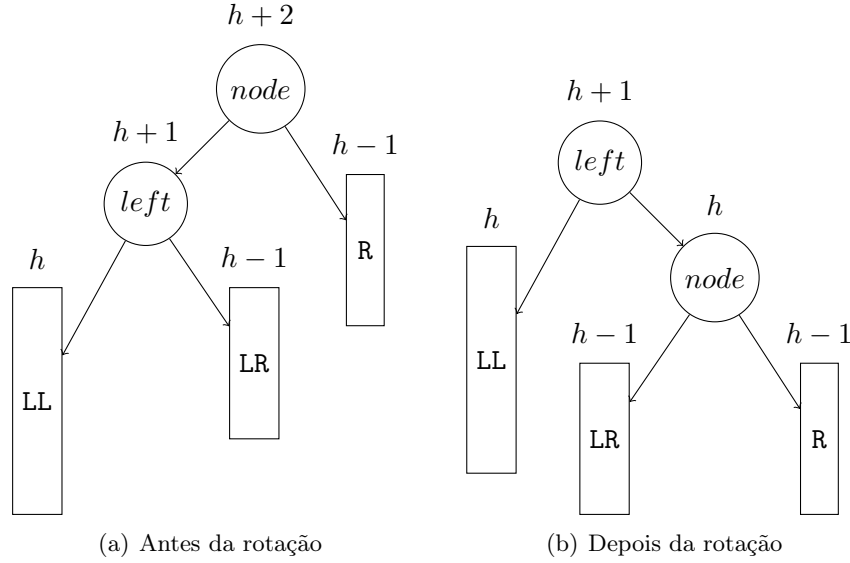 h + 2
node
h + 1
h − 1
left
R
h
h − 1
LL
LR
(a) Antes da rotação
h + 1
left
h
h
node
LL
h − 1
h − 1
LR
R
(b) Depois da rotação